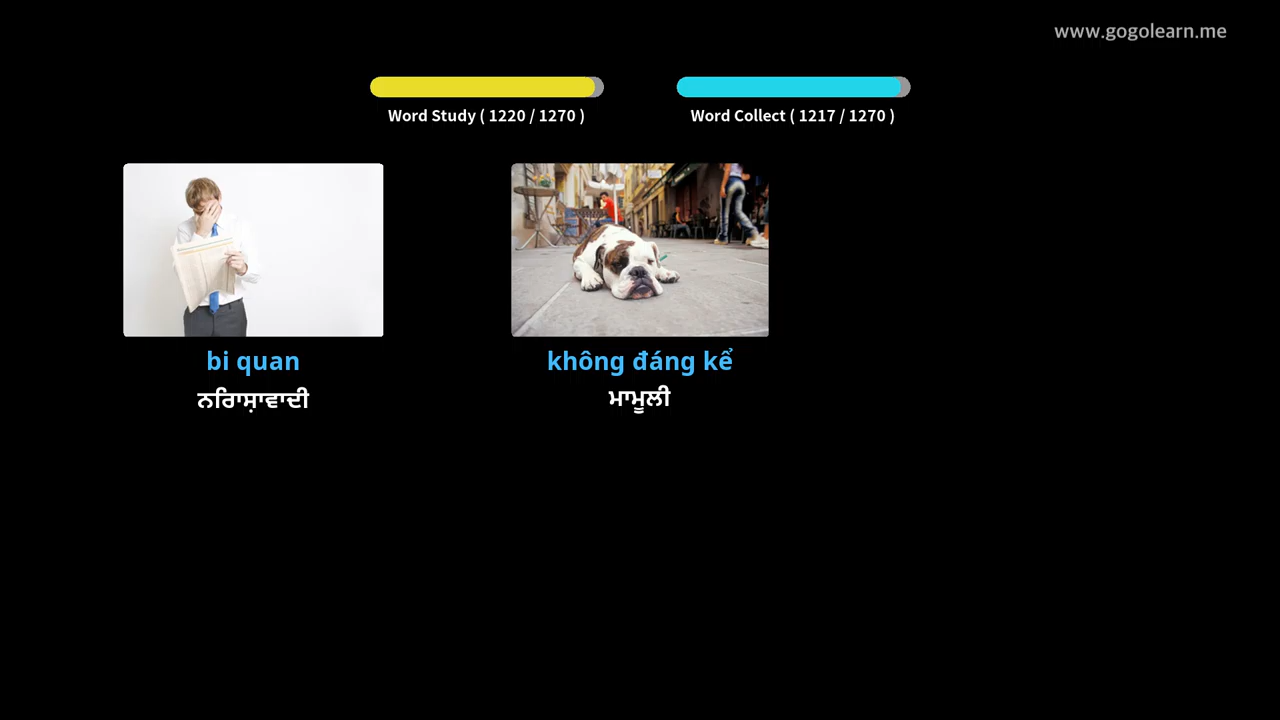 www.gogolearn.me
Word Study ( 1220 / 1270 )
Word Collect ( 1217 / 1270 )
bi quan
ਨਿਰਾਸ਼ਾਵਾਦੀ
không đáng kể
ਮਾਮੂਲੀ